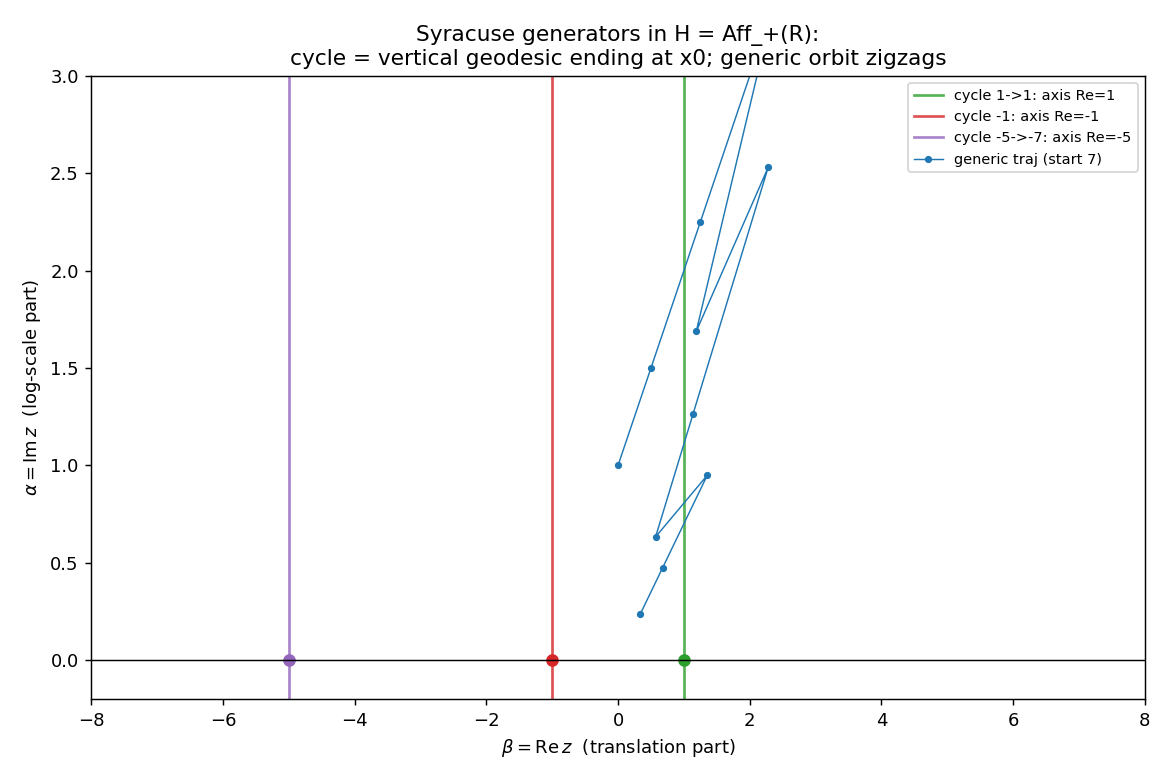 Syracuse generators in H = Aff_+(R):
cycle = vertical geodesic ending at x0; generic orbit zigzags
cycle 1->1: axis Re=1
cycle -1: axis Re=-1
cycle -5->-7: axis Re=-5
generic traj (start 7)
α = Im z (log-scale part)
3.0
2.5
2.0
1.5
1.0
0.5
0.0
−8 −6 −4 −2 0 2 4 6 8
β = Re z (translation part)